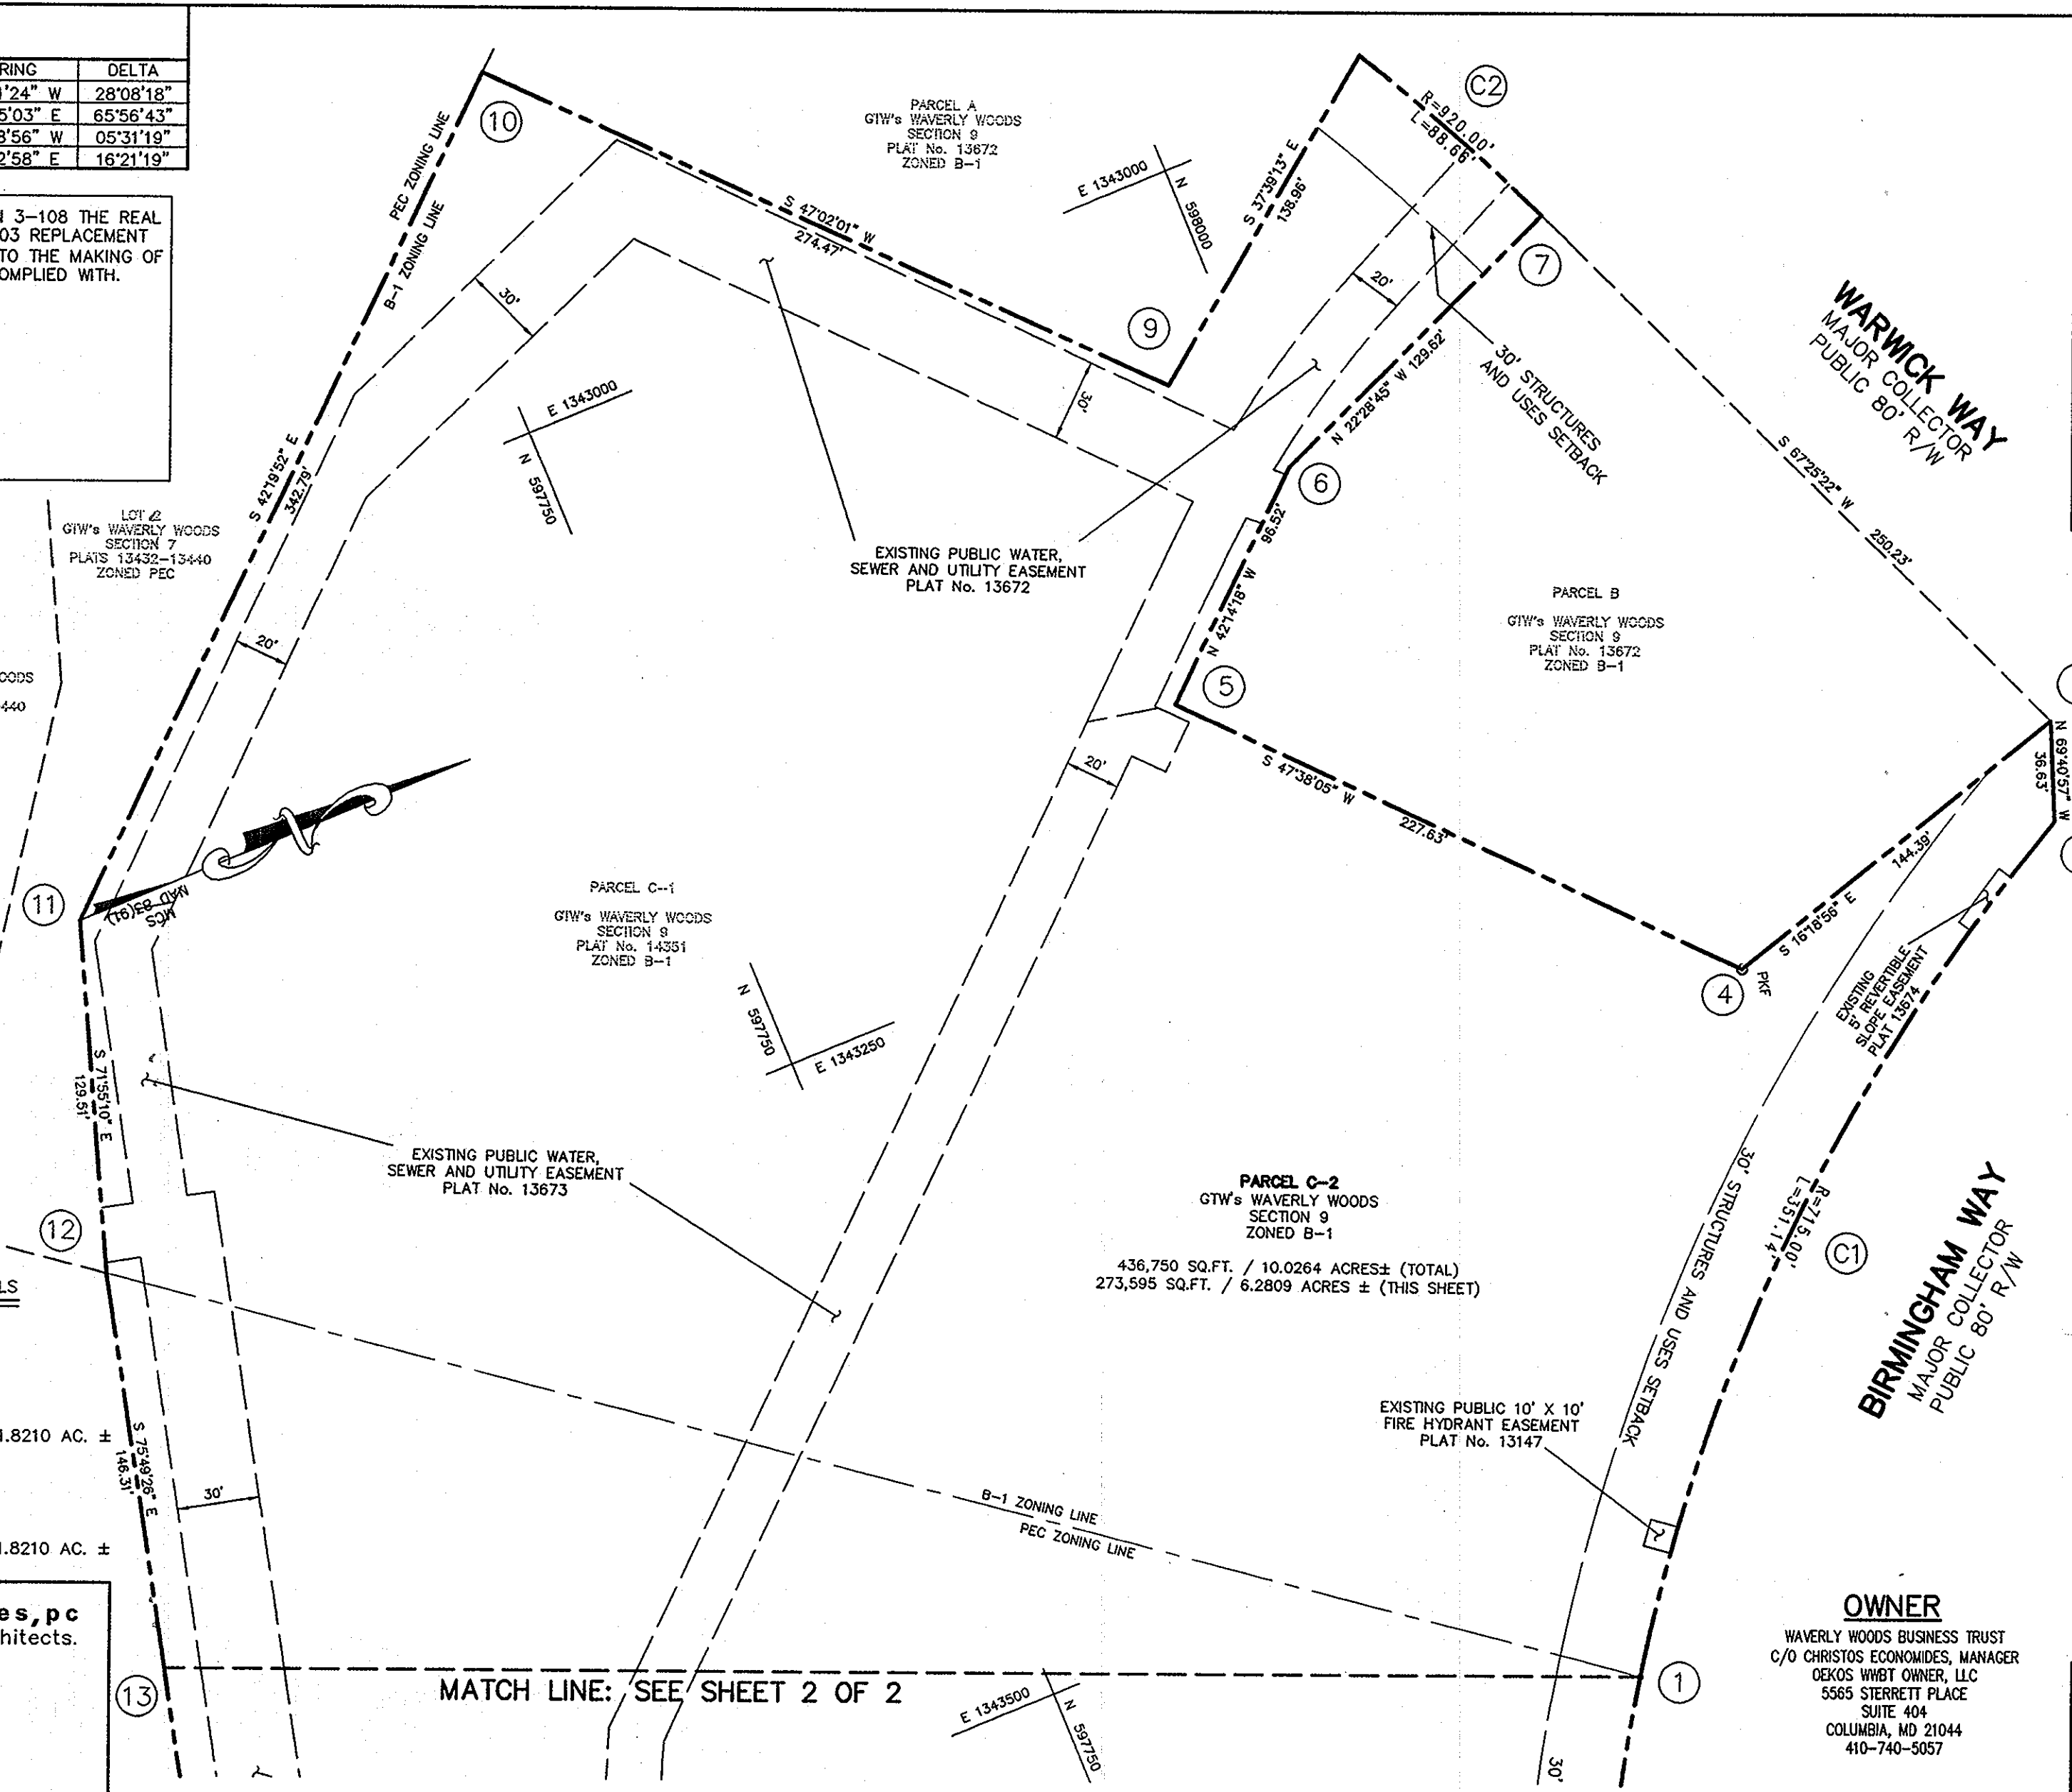 RING DELTA
'24" W 28°08'18"
5'03" E 65°56'43"
8'56" W 05°31'19"
2'58" E 16°21'19"
3-108 THE REAL
03 REPLACEMENT
TO THE MAKING OF
OMPLIED WITH.
10
PEC ZONING LINE
B-1 ZONING LINE
PARCEL A
GTW's WAVERLY WOODS
SECTION 9
PLAT No. 13672
ZONED B-1
E 1343000
N 598000
S 47°02'01" W
274.47'
S 37°39'13" E
138.96'
C2
R=920.00'
L=88.66'
7
9
20'
30'
30'
N 22°28'45" W 129.62'
30' STRUCTURES
AND USES SETBACK
WARWICK WAY
MAJOR COLLECTOR
PUBLIC 80' R/W
S 67°25'22" W
250.23'
E 1343000
N 597750
S 42°19'52" E
342.79'
LOT 2
GTW's WAVERLY WOODS
SECTION 7
PLATS 13432-13440
ZONED PEC
6
96.52'
N 42°14'18" W
EXISTING PUBLIC WATER,
SEWER AND UTILITY EASEMENT
PLAT No. 13672
PARCEL B
GTW's WAVERLY WOODS
SECTION 9
PLAT No. 13672
ZONED B-1
20'
OODS
440
5
20'
S 47°38'05" W
227.63'
N 69°40'57" W
36.63'
144.39'
S 16°18'56" E
4
PKF
N
MCS
NAD 83(91)
11
PARCEL C-1
GTW's WAVERLY WOODS
SECTION 9
PLAT No. 14351
ZONED B-1
EXISTING
5' REVERTIBLE
SLOPE EASEMENT
PLAT 13674
N 597750
E 1343250
S 71°55'10" E
129.51'
EXISTING PUBLIC WATER,
SEWER AND UTILITY EASEMENT
PLAT No. 13673
PARCEL C-2
GTW's WAVERLY WOODS
SECTION 9
ZONED B-1
436,750 SQ.FT. / 10.0264 ACRES± (TOTAL)
273,595 SQ.FT. / 6.2809 ACRES ± (THIS SHEET)
30' STRUCTURES AND USES SETBACK
R=715.00'
L=351.14'
C1
BIRMINGHAM WAY
MAJOR COLLECTOR
PUBLIC 80' R/W
12
LS
1.8210 AC. ±
S 75°49'26" E
146.31'
30'
EXISTING PUBLIC 10' X 10'
FIRE HYDRANT EASEMENT
PLAT No. 13147
B-1 ZONING LINE
PEC ZONING LINE
1.8210 AC. ±
es,pc
hitects.
13
MATCH LINE: SEE SHEET 2 OF 2
E 1343500
N 597750
1
30'
OWNER
WAVERLY WOODS BUSINESS TRUST
C/O CHRISTOS ECONOMIDES, MANAGER
OEKOS WWBT OWNER, LLC
5565 STERRETT PLACE
SUITE 404
COLUMBIA, MD 21044
410-740-5057